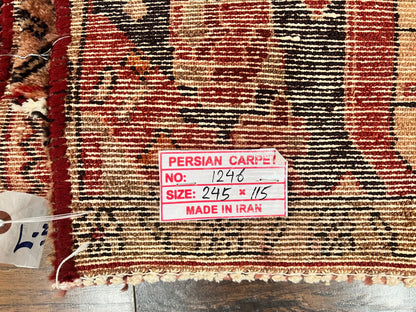 PERSIAN CARPET
NO: 1246
SIZE: 245 × 115
MADE IN IRAN